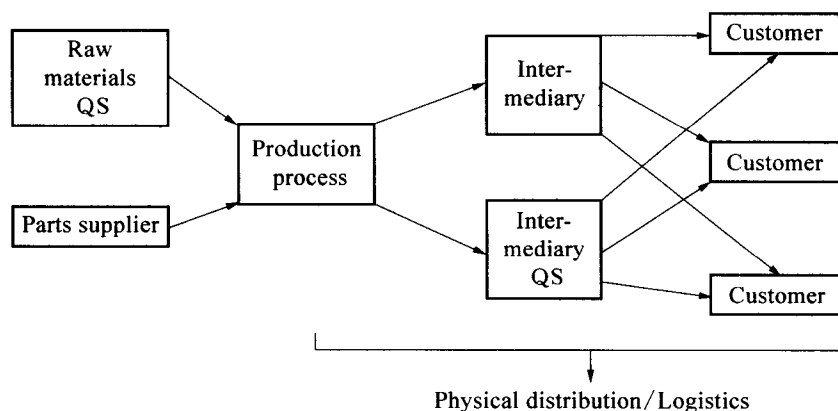 Raw
materials
QS
Parts supplier
Production
process
Inter-
mediary
Inter-
mediary
QS
Customer
Customer
Customer
Physical distribution/Logistics